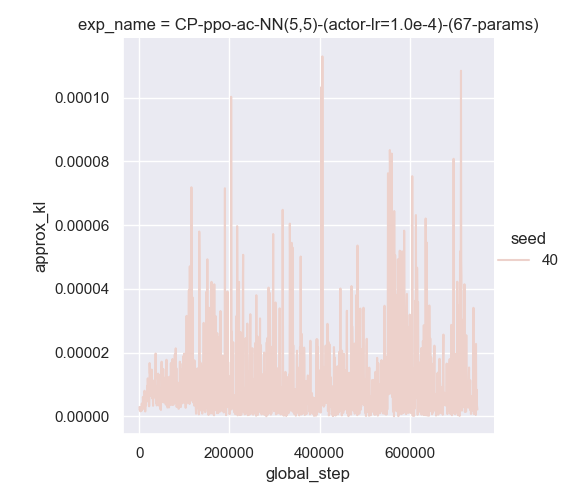 exp_name = CP-ppo-ac-NN(5,5)-(actor-lr=1.0e-4)-(67-params)
0.00010
0.00008
0.00006
0.00004
0.00002
0.00000
approx_kl
0
200000
400000
600000
global_step
seed
40